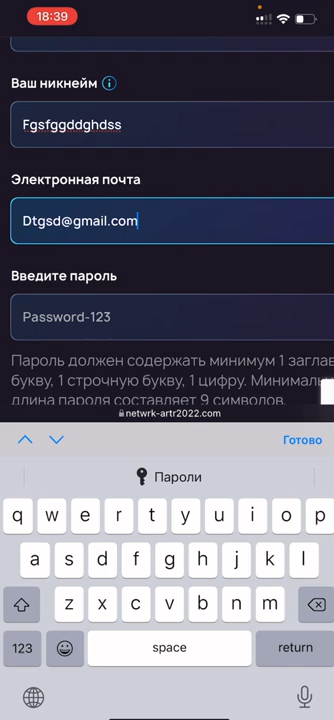 18:39
Ваш никнейм
Fgsfggddghdss
Электронная почта
Dtgsd@gmail.com
Введите пароль
Password-123
Пароль должен содержать минимум 1 заглав
букву, 1 строчную букву, 1 цифру. Минималь
длина пароля составляет 9 символов.
netwrk-artr2022.com
Готово
Пароли
q w e r t y u i o p
a s d f g h j k l
z x c v b n m
123 space return